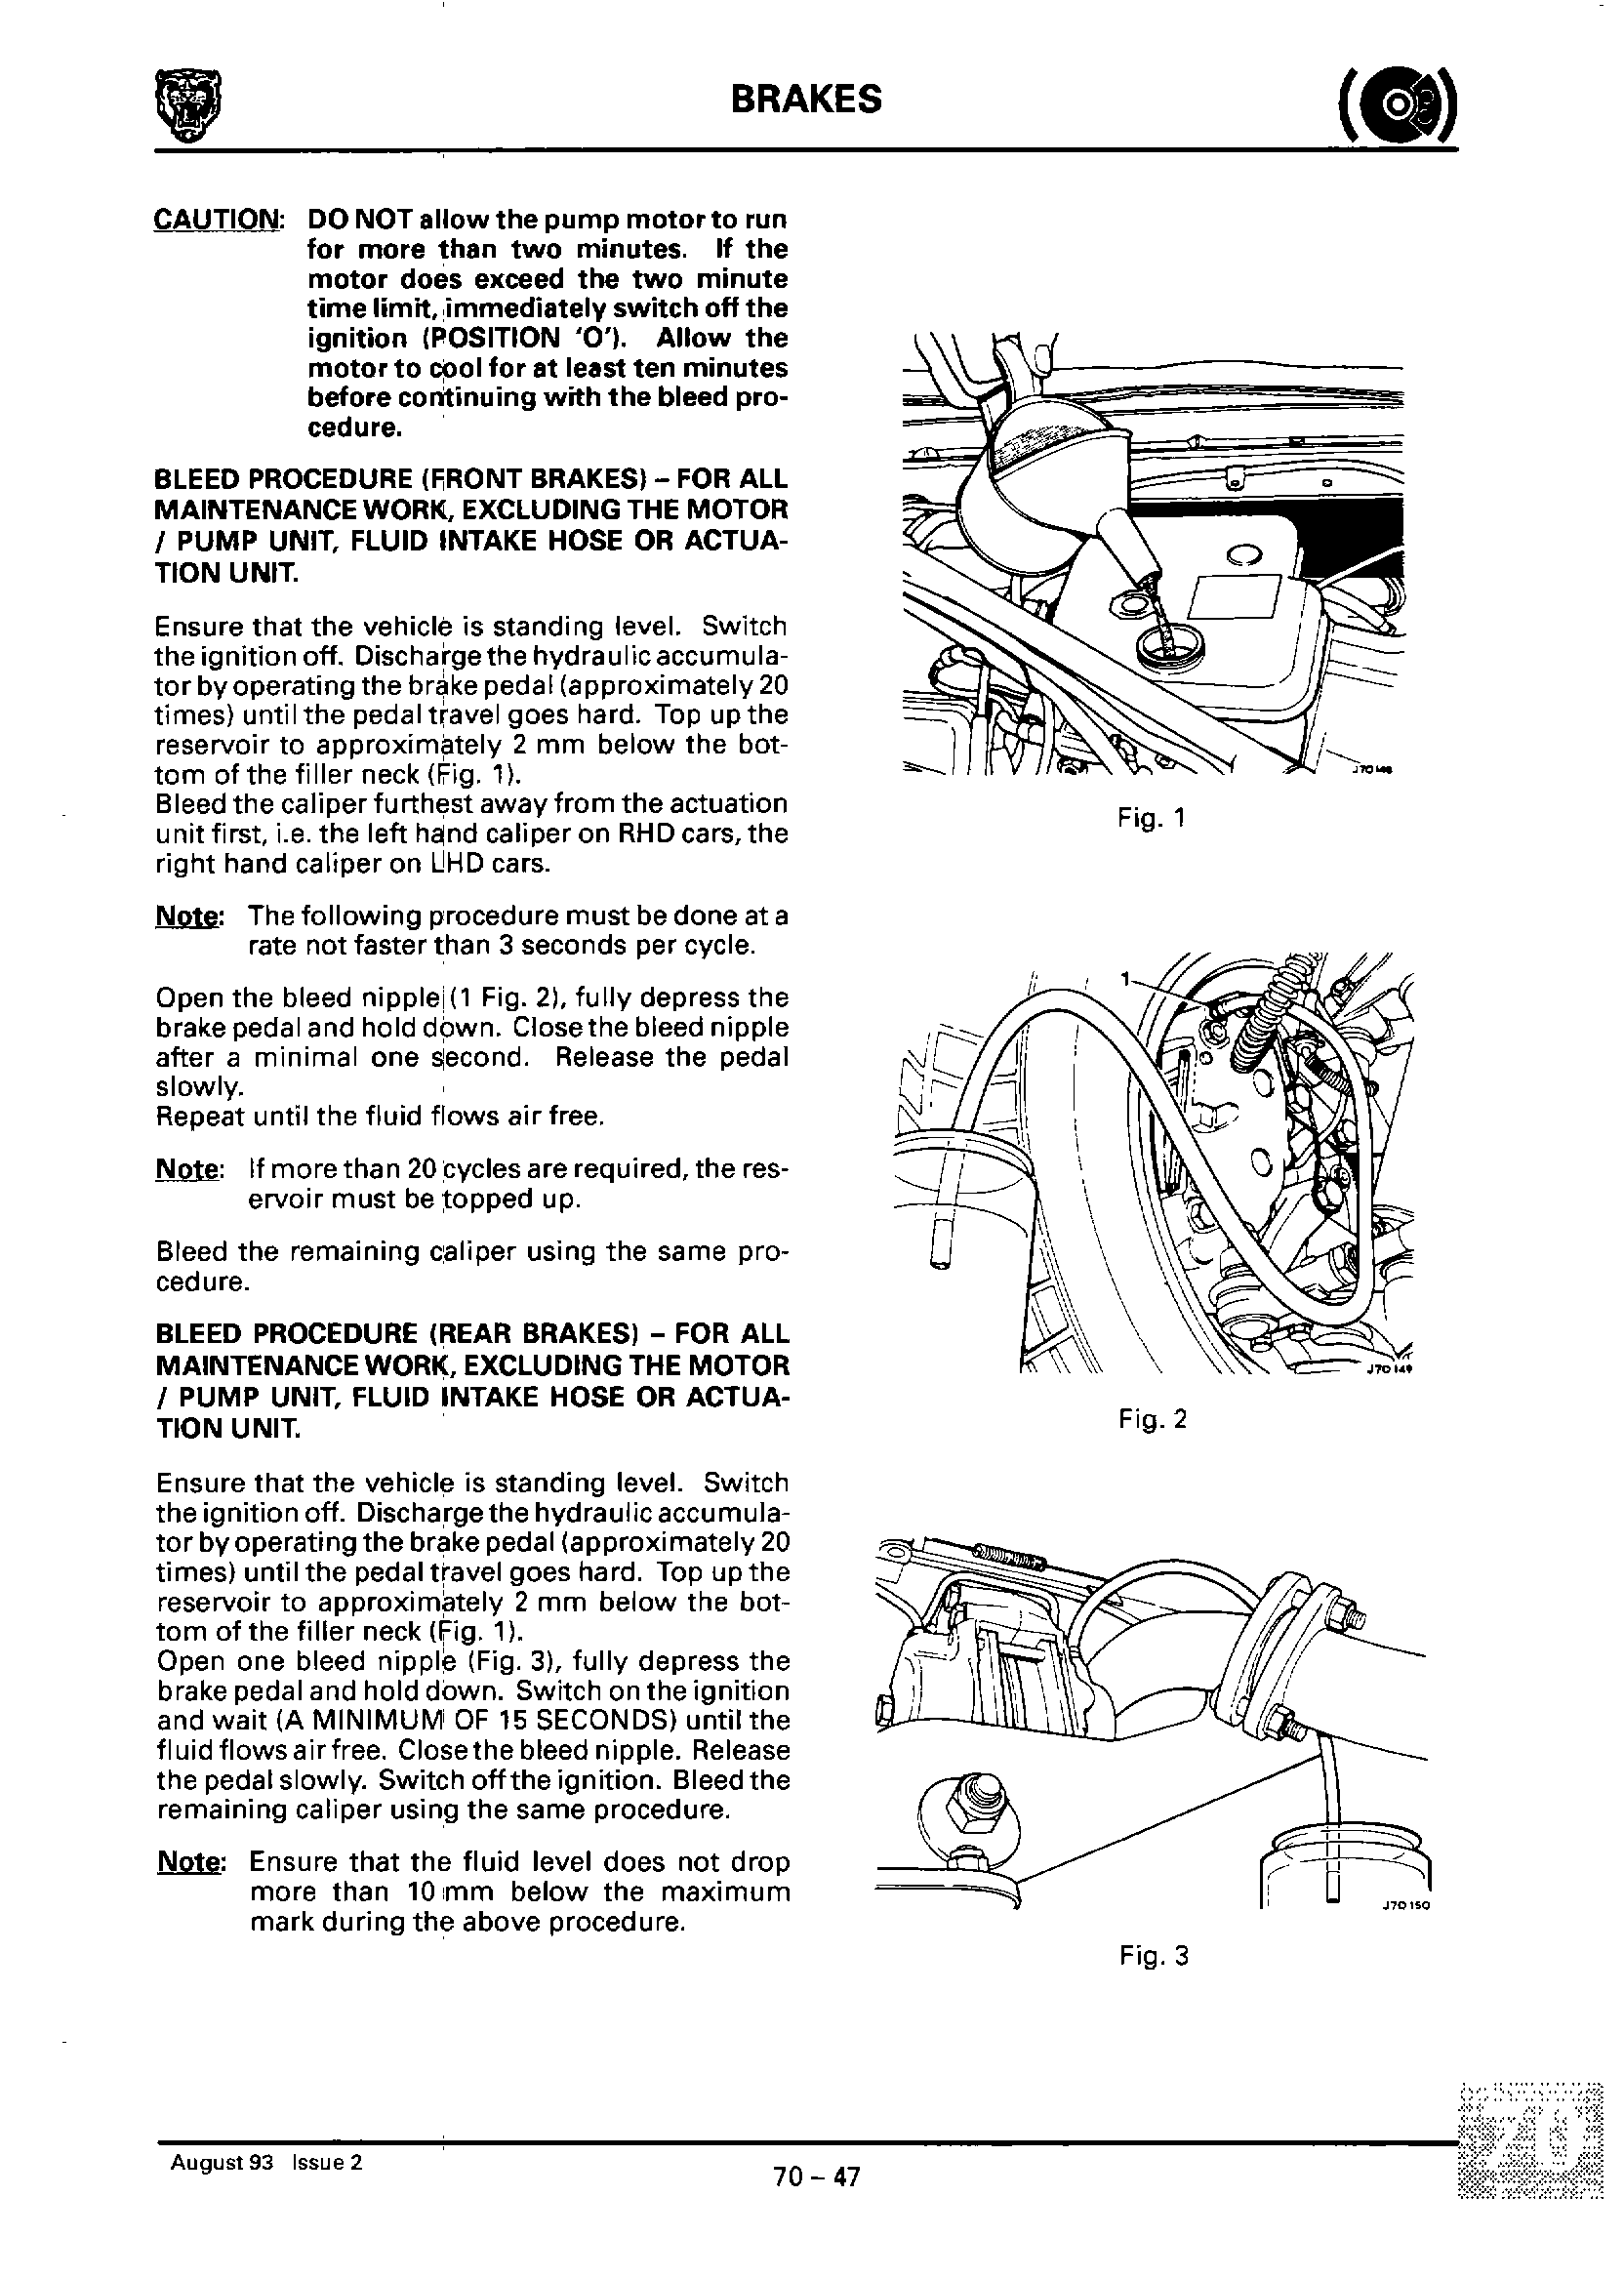 BRAKES
CAUTION: DO NOT allow the pump motor to run
for more than two minutes. If the
motor does exceed the two minute
time limit, immediately switch off the
ignition (POSITION 'O'). Allow the
motor to cool for at least ten minutes
before continuing with the bleed pro-
cedure.
BLEED PROCEDURE (FRONT BRAKES) – FOR ALL
MAINTENANCE WORK, EXCLUDING THE MOTOR
/ PUMP UNIT, FLUID INTAKE HOSE OR ACTUA-
TION UNIT.
Ensure that the vehicle is standing level. Switch
the ignition off. Discharge the hydraulic accumula-
tor by operating the brake pedal (approximately 20
times) until the pedal travel goes hard. Top up the
reservoir to approximately 2 mm below the bot-
tom of the filler neck (Fig. 1).
Bleed the caliper furthest away from the actuation
unit first, i.e. the left hand caliper on RHD cars, the
right hand caliper on LHD cars.
Note: The following procedure must be done at a
rate not faster than 3 seconds per cycle.
Open the bleed nipple (1 Fig. 2), fully depress the
brake pedal and hold down. Close the bleed nipple
after a minimal one second. Release the pedal
slowly.
Repeat until the fluid flows air free.
Note: If more than 20 cycles are required, the res-
ervoir must be topped up.
Bleed the remaining caliper using the same pro-
cedure.
BLEED PROCEDURE (REAR BRAKES) – FOR ALL
MAINTENANCE WORK, EXCLUDING THE MOTOR
/ PUMP UNIT, FLUID INTAKE HOSE OR ACTUA-
TION UNIT.
Ensure that the vehicle is standing level. Switch
the ignition off. Discharge the hydraulic accumula-
tor by operating the brake pedal (approximately 20
times) until the pedal travel goes hard. Top up the
reservoir to approximately 2 mm below the bot-
tom of the filler neck (Fig. 1).
Open one bleed nipple (Fig. 3), fully depress the
brake pedal and hold down. Switch on the ignition
and wait (A MINIMUM OF 15 SECONDS) until the
fluid flows air free. Close the bleed nipple. Release
the pedal slowly. Switch off the ignition. Bleed the
remaining caliper using the same procedure.
Note: Ensure that the fluid level does not drop
more than 10 mm below the maximum
mark during the above procedure.
J70 148
Fig. 1
1
J70 149
Fig. 2
J70 150
Fig. 3
August 93 Issue 2
70 – 47
70